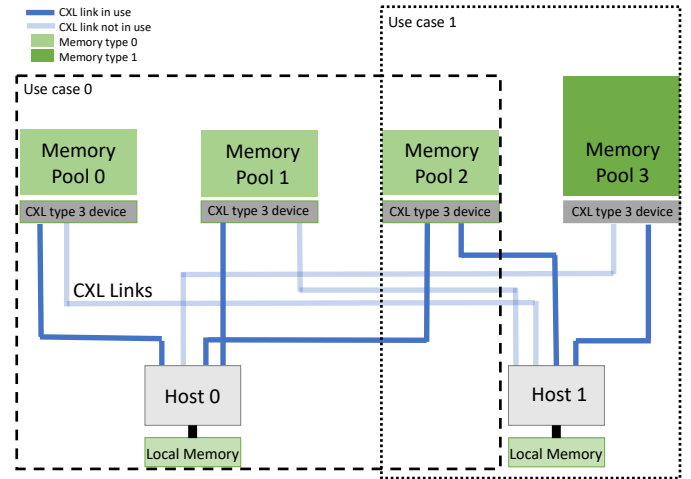 CXL link in use
CXL link not in use
Memory type 0
Memory type 1
Use case 1
Use case 0
Memory
Pool 0
Memory
Pool 1
Memory
Pool 2
Memory
Pool 3
CXL type 3 device
CXL type 3 device
CXL type 3 device
CXL type 3 device
CXL Links
Host 0
Host 1
Local Memory
Local Memory